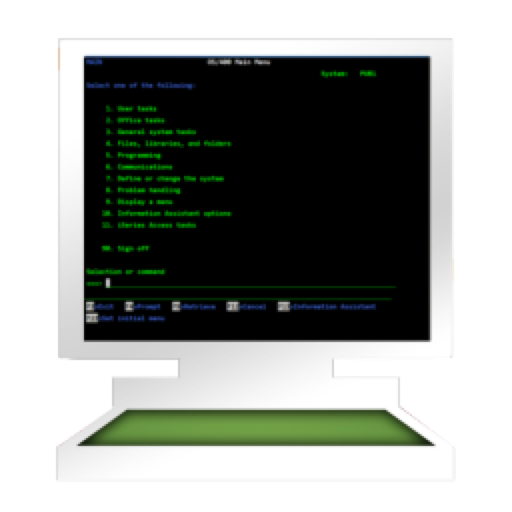 MAIN OS/400 Main Menu
System: PUB1
Select one of the following:
1. User tasks
2. Office tasks
3. General system tasks
4. Files, libraries, and folders
5. Programming
6. Communications
7. Define or change the system
8. Problem handling
9. Display a menu
10. Information Assistant options
11. iSeries Access tasks
90. Sign off
Selection or command
===>
F3=Exit F4=Prompt F9=Retrieve F12=Cancel F13=Information Assistant
F23=Set initial menu